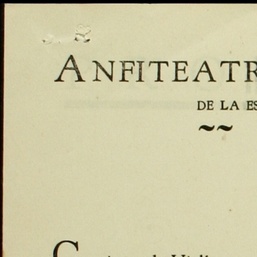 ANFITEATR
DE LA ES
~~
C